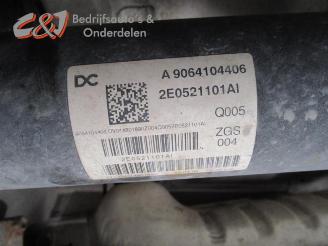 C&J Bedrijfsauto's &
Onderdelen
DC
A 9064104406
2E0521101AI
Q005
ZGS
004
2E0521101AI